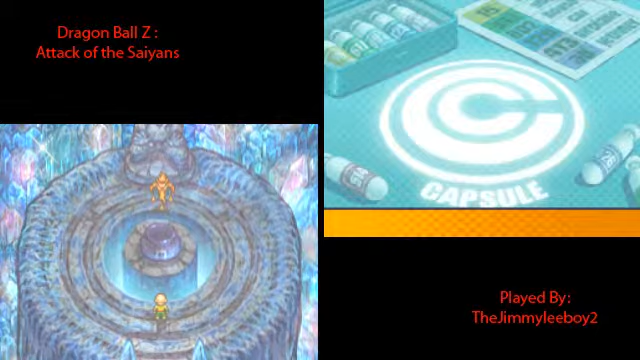 Dragon Ball Z :
Attack of the Saiyans
CAPSULE
Played By:
TheJimmyleeboy2